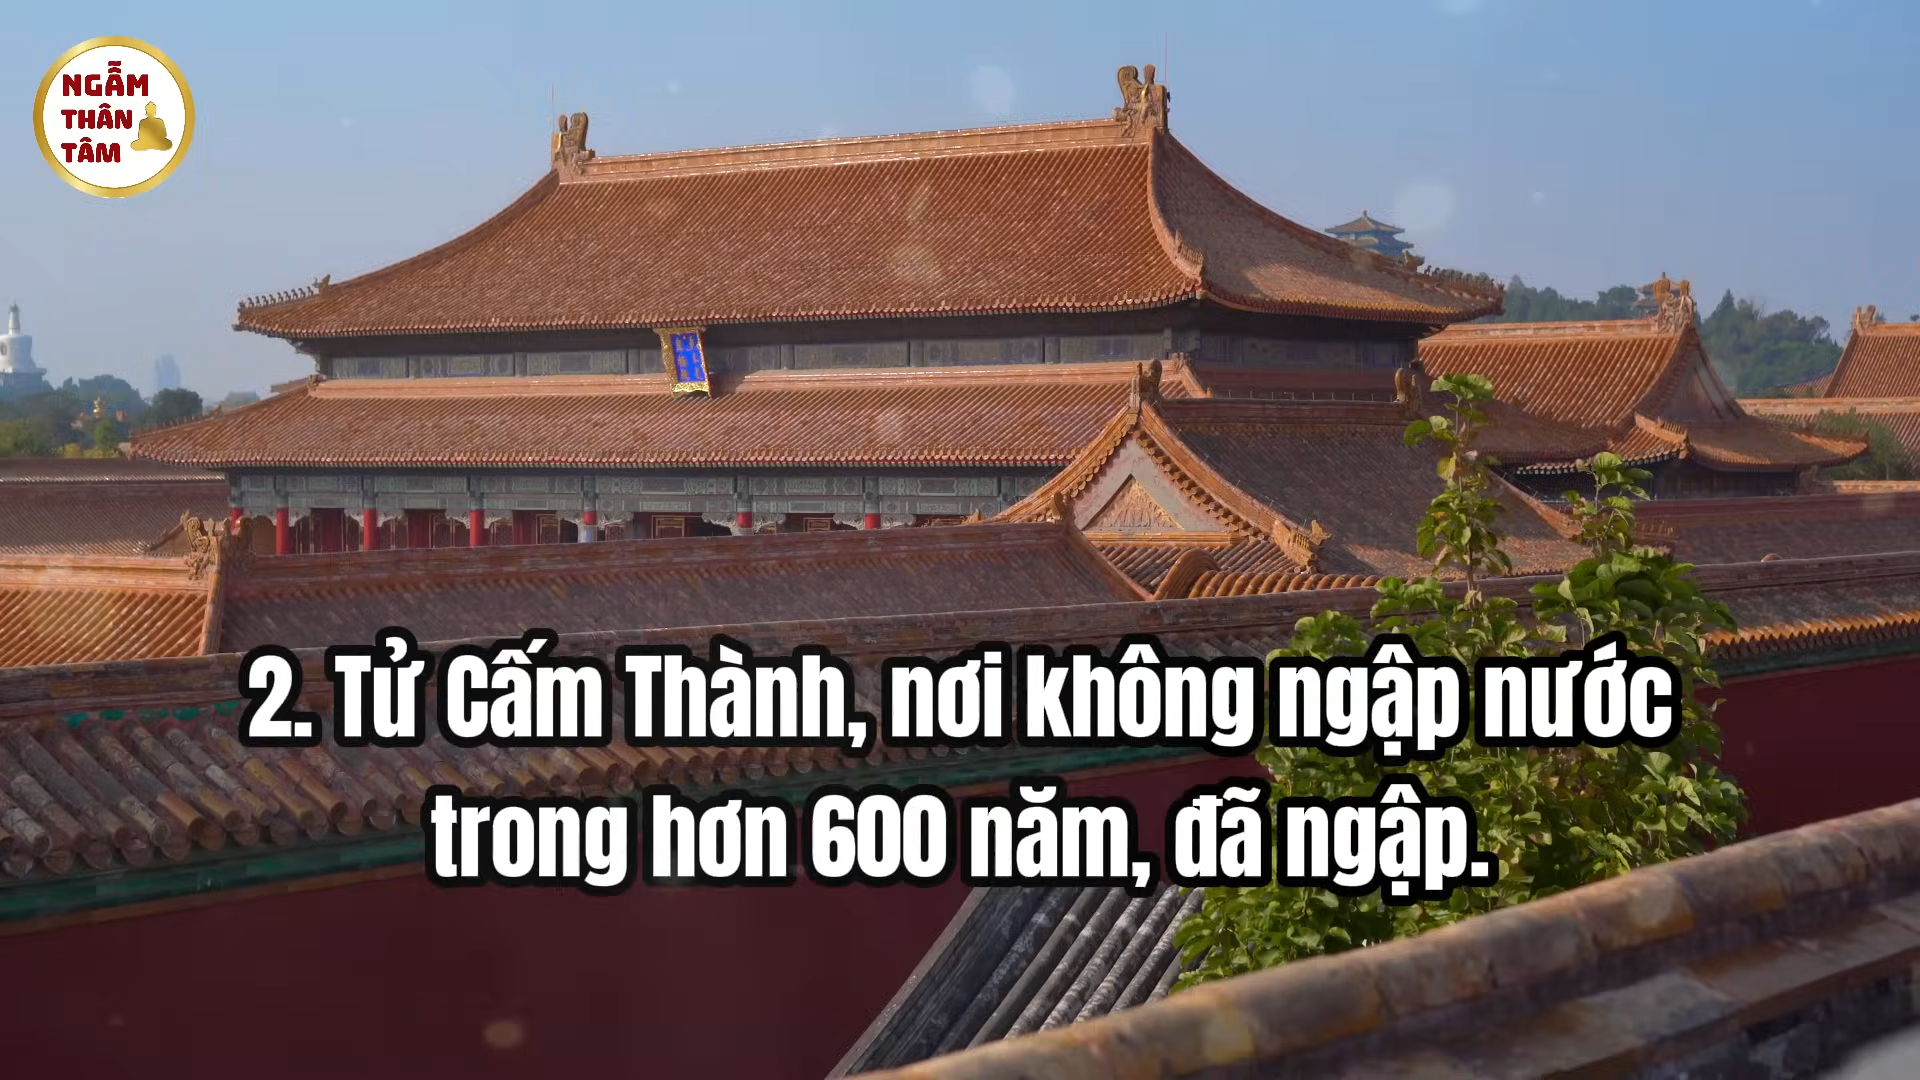 NGẪM
THÂN
TÂM
2. Tử Cấm Thành, nơi không ngập nước
trong hơn 600 năm, đã ngập.